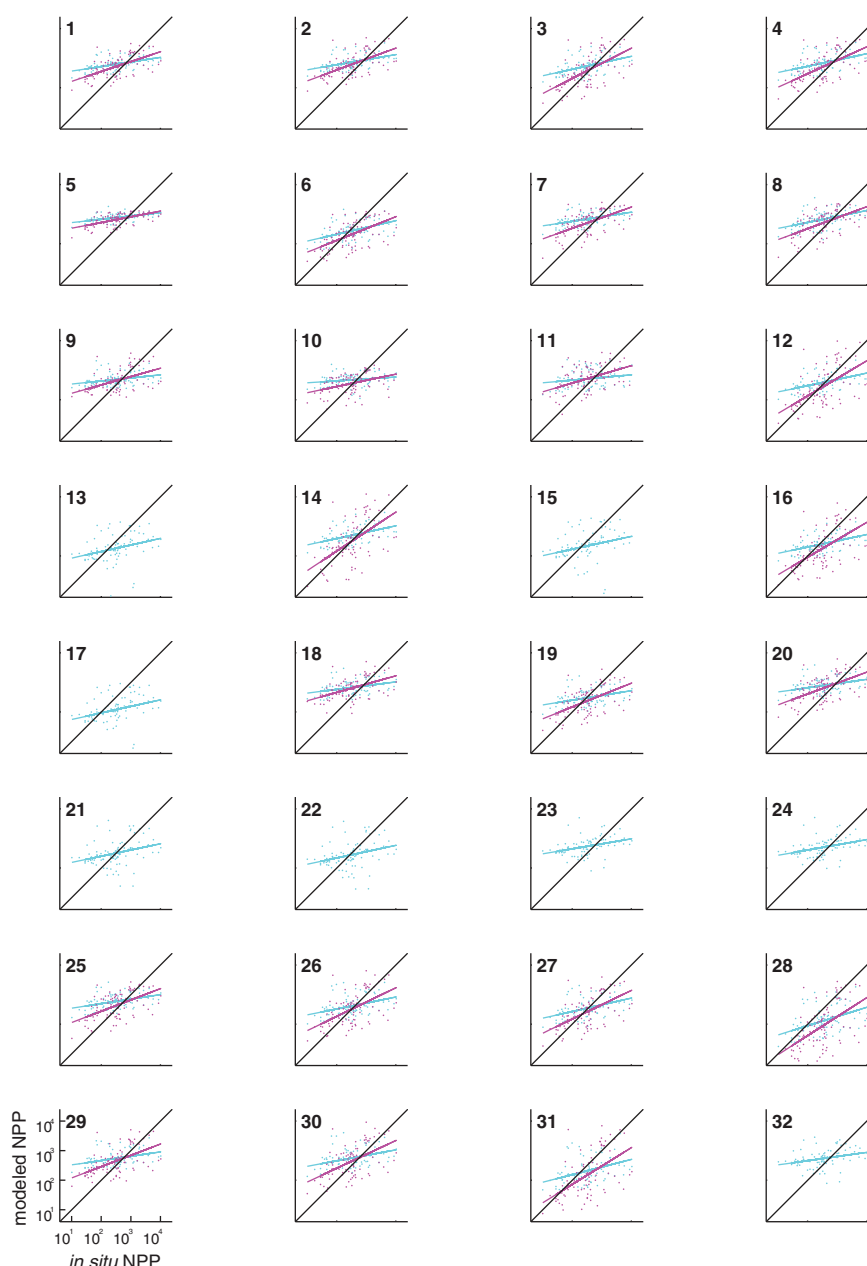 1 2 3 4
5 6 7 8
9 10 11 12
13 14 15 16
17 18 19 20
21 22 23 24
25 26 27 28
29 30 31 32
modeled NPP
10⁴
10³
10²
10¹
10¹ 10² 10³ 10⁴
in situ NPP